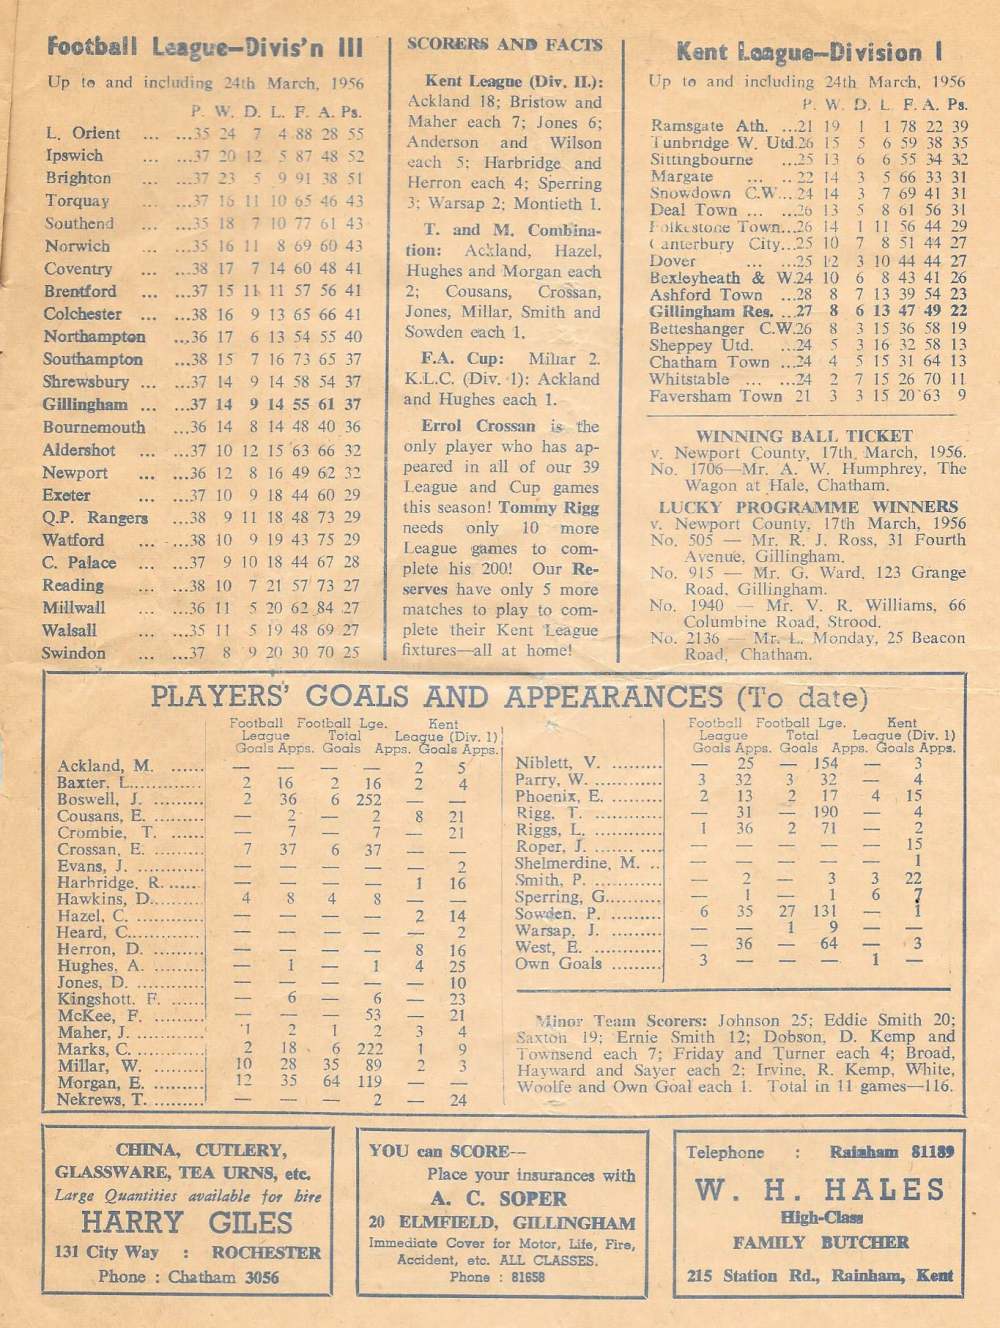 Football League—Divis'n III
Up to and including 24th March, 1956
P. W. D. L. F. A. Ps.
L. Orient ... ...35 24 7 4 88 28 55
Ipswich ... ...37 20 12 5 87 48 52
Brighton ... ...37 23 5 9 91 38 51
Torquay ... ...37 16 11 10 65 46 43
Southend ... ...35 18 7 10 77 61 43
Norwich ... ...35 16 11 8 69 60 43
Coventry ... ...38 17 7 14 60 48 41
Brentford ... ...37 15 11 11 57 56 41
Colchester ... ...38 16 9 13 65 66 41
Northampton ...36 17 6 13 54 55 40
Southampton ...38 15 7 16 73 65 37
Shrewsbury ... ...37 14 9 14 58 54 37
Gillingham ... ...37 14 9 14 55 61 37
Bournemouth ...36 14 8 14 48 40 36
Aldershot ... ...37 10 12 15 63 66 32
Newport ... ...36 12 8 16 49 62 32
Exeter ... ...37 10 9 18 44 60 29
Q.P. Rangers ...38 9 11 18 48 73 29
Watford ... ...38 10 9 19 43 75 29
C. Palace ... ...37 9 10 18 44 67 28
Reading ... ...38 10 7 21 57 73 27
Millwall ... ...36 11 5 20 62 84 27
Walsall ... ...35 11 5 19 48 69 27
Swindon ... ...37 8 9 20 30 70 25
SCORERS AND FACTS
Kent League (Div. II.):
Ackland 18; Bristow and
Maher each 7; Jones 6;
Anderson and Wilson
each 5; Harbridge and
Herron each 4; Sperring
3; Warsap 2; Montieth 1.
T. and M. Combina-
tion: Ackland, Hazel,
Hughes and Morgan each
2; Cousans, Crossan,
Jones, Millar, Smith and
Sowden each 1.
F.A. Cup: Millar 2.
K.L.C. (Div. 1): Ackland
and Hughes each 1.
Errol Crossan is the
only player who has ap-
peared in all of our 39
League and Cup games
this season! Tommy Rigg
needs only 10 more
League games to com-
plete his 200! Our Re-
serves have only 5 more
matches to play to com-
plete their Kent League
fixtures—all at home!
Kent League—Division I
Up to and including 24th March, 1956
P. W. D. L. F. A. Ps.
Ramsgate Ath. ...21 19 1 1 78 22 39
Tunbridge W. Utd.26 15 5 6 59 38 35
Sittingbourne ...25 13 6 6 55 34 32
Margate ... ..22 14 3 5 66 33 31
Snowdown C.W...24 14 3 7 69 41 31
Deal Town ... ...26 13 5 8 61 56 31
Folkestone Town...26 14 1 11 56 44 29
Canterbury City...25 10 7 8 51 44 27
Dover ... ...25 12 3 10 44 44 27
Bexleyheath & W.24 10 6 8 43 41 26
Ashford Town ...28 8 7 13 39 54 23
Gillingham Res. ...27 8 6 13 47 49 22
Betteshanger C.W.26 8 3 15 36 58 19
Sheppey Utd. ...24 5 3 16 32 58 13
Chatham Town ...24 4 5 15 31 64 13
Whitstable ... ...24 2 7 15 26 70 11
Faversham Town 21 3 3 15 20 63 9
WINNING BALL TICKET
v. Newport County, 17th March, 1956.
No. 1706—Mr. A. W. Humphrey, The
Wagon at Hale, Chatham.
LUCKY PROGRAMME WINNERS
v. Newport County, 17th March, 1956
No. 505 — Mr. R. J. Ross, 31 Fourth
Avenue, Gillingham.
No. 915 — Mr. G. Ward, 123 Grange
Road, Gillingham.
No. 1940 — Mr. V. R. Williams, 66
Columbine Road, Strood.
No. 2136 — Mr. L. Monday, 25 Beacon
Road, Chatham.
PLAYERS' GOALS AND APPEARANCES (To date)
Football Football Lge. Kent
League Total League (Div. 1)
Goals Apps. Goals Apps. Goals Apps.
Ackland, M. ...... — — — — 2 5
Baxter, L............. 2 16 2 16 2 4
Boswell, J. ......... 2 36 6 252 — —
Cousans, E. ......... — 2 — 2 8 21
Crombie, T. ...... — 7 — 7 — 21
Crossan, E. ......... 7 37 6 37 — —
Evans, J. ............ — — — — — 2
Harbridge, R. ...... — — — — 1 16
Hawkins, D.......... 4 8 4 8 — —
Hazel, C. ............ — — — — 2 14
Heard, C............. — — — — — 2
Herron, D. ......... — — — — 8 16
Hughes, A. ......... — 1 — 1 4 25
Jones, D. ............ — — — — — 10
Kingshott, F. ...... — 6 — 6 — 23
McKee, F. ......... — — — 53 — 21
Maher, J. ............ 1 2 1 2 3 4
Marks, C. ............ 2 18 6 222 1 9
Millar, W. ......... 10 28 35 89 2 3
Morgan, E. ......... 12 35 64 119 — —
Nekrews, T. ......... — — — 2 — 24
Football Football Lge. Kent
League Total League (Div. 1)
Goals Apps. Goals Apps. Goals Apps.
Niblett, V. ......... — 25 — 154 — 3
Parry, W. ............ 3 32 3 32 — 4
Phoenix, E. ......... 2 13 2 17 4 15
Rigg, T. ............ — 31 — 190 — 4
Riggs, L. ............ 1 36 2 71 — 2
Roper, J. ...... .... — — — — — 15
Shelmerdine, M. .. — — — — — 1
Smith, P. ............ — 2 — 3 3 22
Sperring, G.......... — 1 — 1 6 7
Sowden, P. ......... 6 35 27 131 — 1
Warsap, J. ......... — — 1 9 — —
West, E. ............ — 36 — 64 — 3
Own Goals ......... 3 — — — 1 —
Minor Team Scorers: Johnson 25; Eddie Smith 20;
Saxton 19; Ernie Smith 12; Dobson, D. Kemp and
Townsend each 7; Friday and Turner each 4; Broad,
Hayward and Sayer each 2; Irvine, R. Kemp, White,
Woolfe and Own Goal each 1. Total in 11 games—116.
CHINA, CUTLERY,
GLASSWARE, TEA URNS, etc.
Large Quantities available for hire
HARRY GILES
131 City Way : ROCHESTER
Phone : Chatham 3056
YOU can SCORE—
Place your insurances with
A. C. SOPER
20 ELMFIELD, GILLINGHAM
Immediate Cover for Motor, Life, Fire,
Accident, etc. ALL CLASSES.
Phone : 81658
Telephone : Rainham 81189
W. H. HALES
High-Class
FAMILY BUTCHER
215 Station Rd., Rainham, Kent